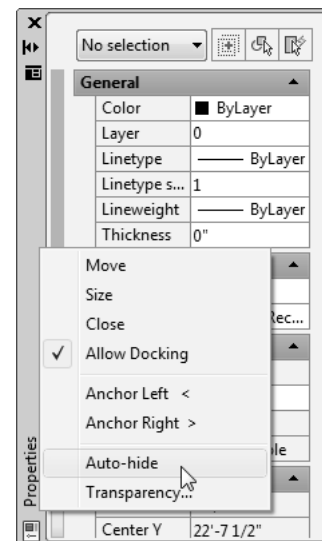 No selection
General
Color ByLayer
Layer 0
Linetype ByLayer
Linetype s... 1
Lineweight ByLayer
Thickness 0"
Move
Size
Close
Rec...
Allow Docking
Anchor Left <
Anchor Right >
Auto-hide
Transparency...
Center Y 22'-7 1/2"
Properties